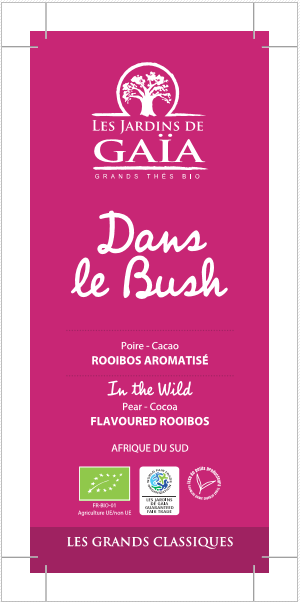 LES JARDINS DE
GAÏA
GRANDS THÉS BIO
Dans
le Bush
Poire - Cacao
ROOIBOS AROMATISÉ
In the Wild
Pear - Cocoa
FLAVOURED ROOIBOS
AFRIQUE DU SUD
FR-BIO-01
Agriculture UE/non UE
LES JARDINS
DE GAIA
GUARANTEED
FAIR TRADE
LES GRANDS CLASSIQUES